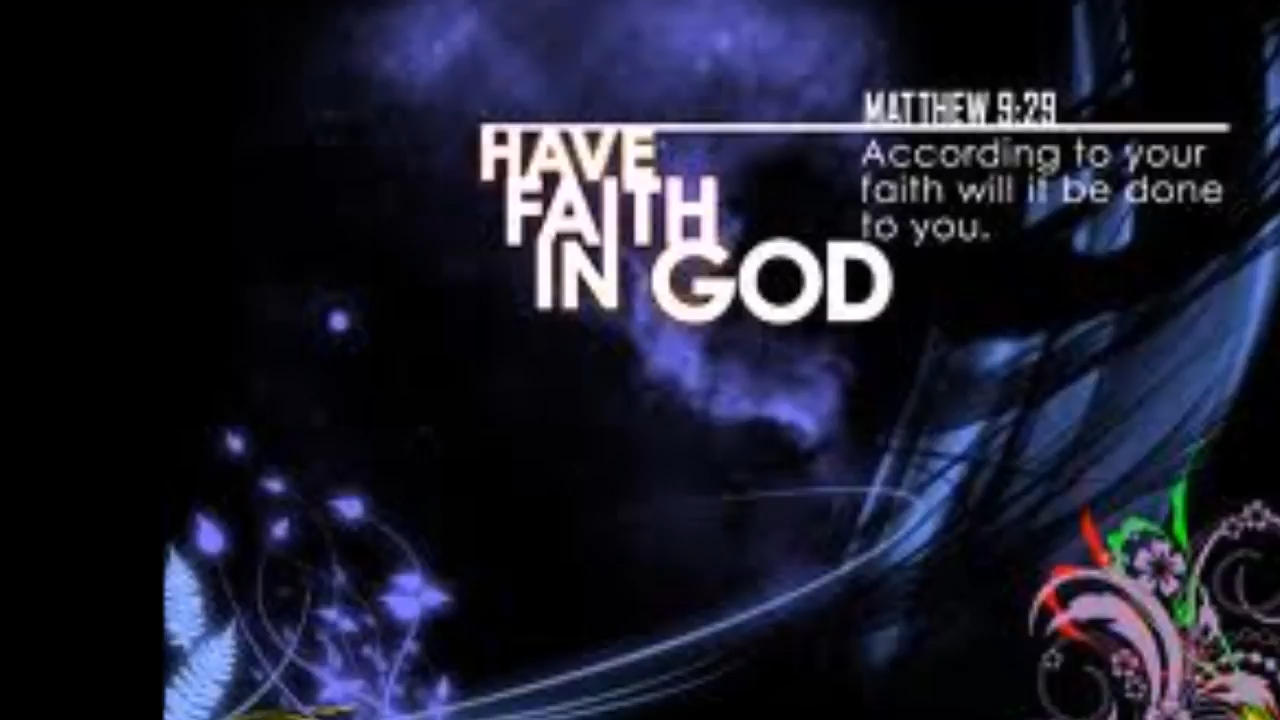 HAVE
FAITH
IN GOD
MATTHEW 9:29
According to your
faith will it be done
to you.